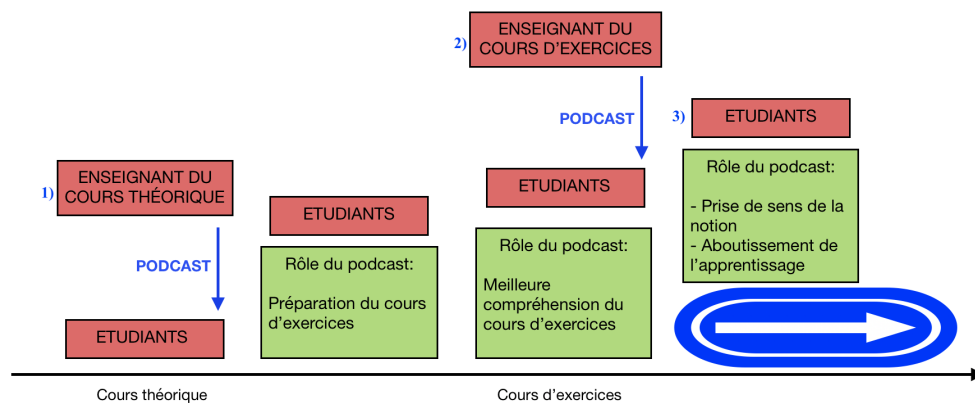 1)
ENSEIGNANT DU
COURS THÉORIQUE
PODCAST
ETUDIANTS
ETUDIANTS
Rôle du podcast:
Préparation du cours
d'exercices
2)
ENSEIGNANT DU
COURS D'EXERCICES
PODCAST
ETUDIANTS
Rôle du podcast:
Meilleure
compréhension du
cours d'exercices
3)
ETUDIANTS
Rôle du podcast:
- Prise de sens de la
notion
- Aboutissement de
l'apprentissage
Cours théorique
Cours d'exercices